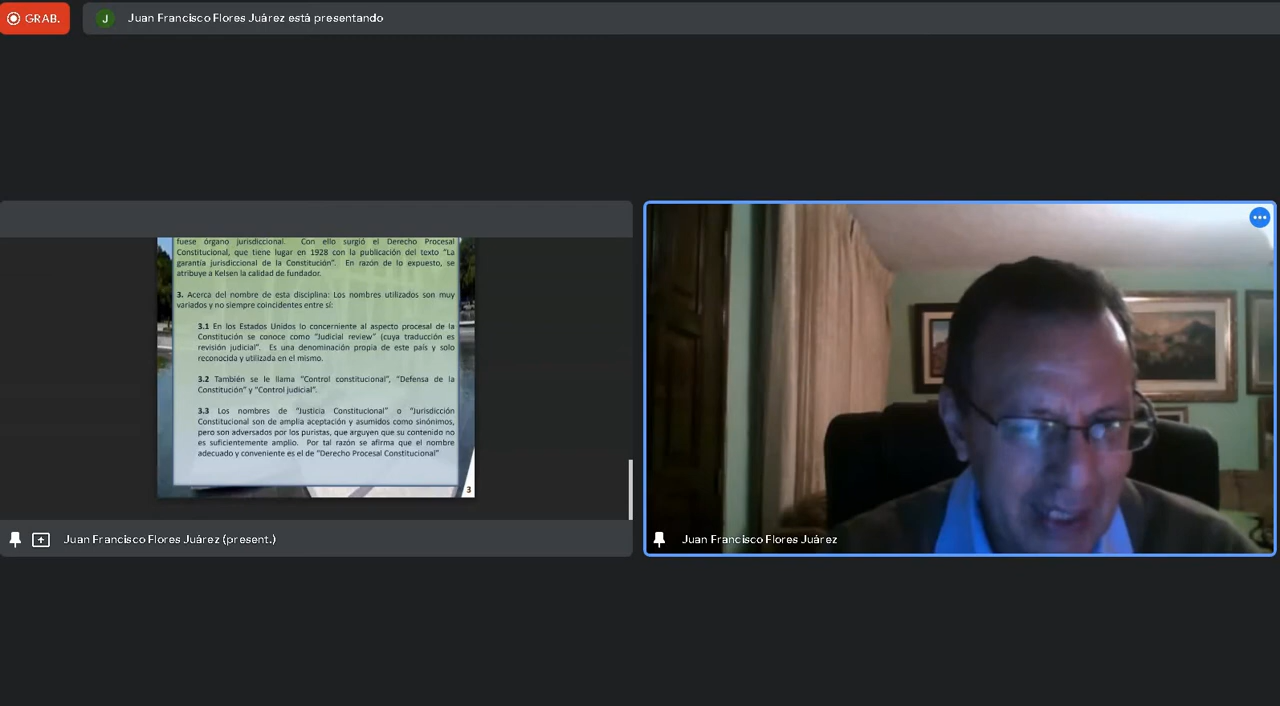 GRAB.
J
Juan Francisco Flores Juárez está presentando
fuese órgano jurisdiccional. Con ello surgió el Derecho Procesal
Constitucional, que tiene lugar en 1928 con la publicación del texto "La
garantía jurisdiccional de la Constitución". En razón de lo expuesto, se
atribuye a Kelsen la calidad de fundador.
3. Acerca del nombre de esta disciplina: Los nombres utilizados son muy
variados y no siempre coincidentes entre sí:
3.1 En los Estados Unidos lo concerniente al aspecto procesal de la
Constitución se conoce como "Judicial review" (cuya traducción es
revisión judicial". Es una denominación propia de este país y solo
reconocida y utilizada en el mismo.
3.2 También se le llama "Control constitucional", "Defensa de la
Constitución" y "Control judicial".
3.3 Los nombres de "Justicia Constitucional" o "Jurisdicción
Constitucional son de amplia aceptación y asumidos como sinónimos,
pero son adversados por los puristas, que arguyen que su contenido no
es suficientemente amplio. Por tal razón se afirma que el nombre
adecuado y conveniente es el de "Derecho Procesal Constitucional"
3
Juan Francisco Flores Juárez (present.)
Juan Francisco Flores Juárez